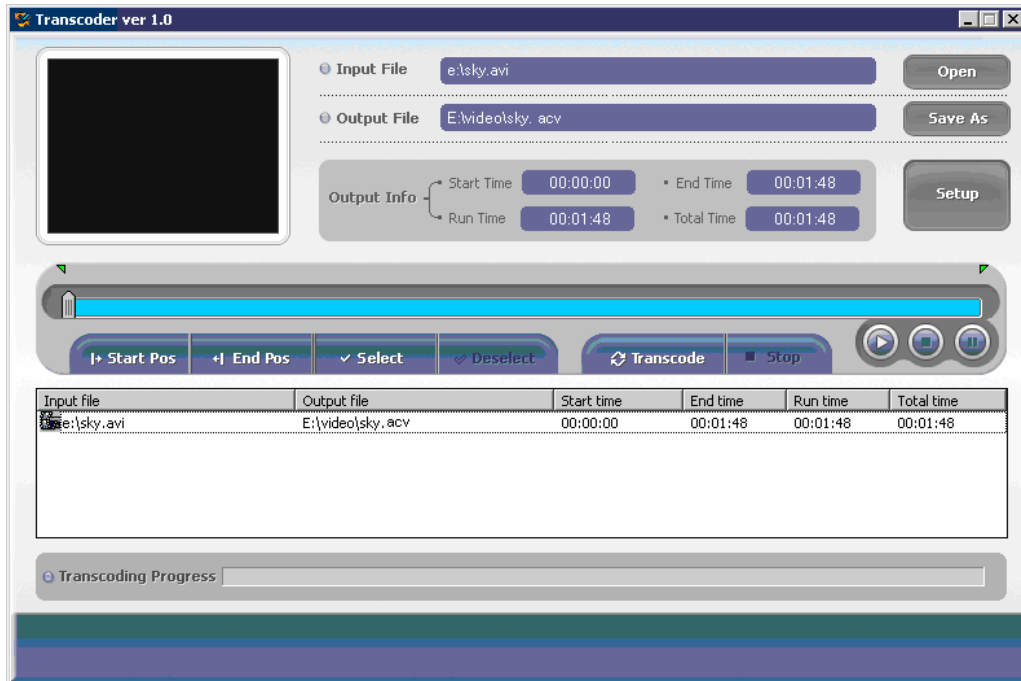 Transcoder ver 1.0
Input File e:\sky.avi Open
Output File E:\video\sky. acv Save As
Output Info Start Time 00:00:00 End Time 00:01:48 Setup
Run Time 00:01:48 Total Time 00:01:48
Start Pos End Pos Select Deselect Transcode Stop
Input file Output file Start time End time Run time Total time
e:\sky.avi E:\video\sky. acv 00:00:00 00:01:48 00:01:48 00:01:48
Transcoding Progress